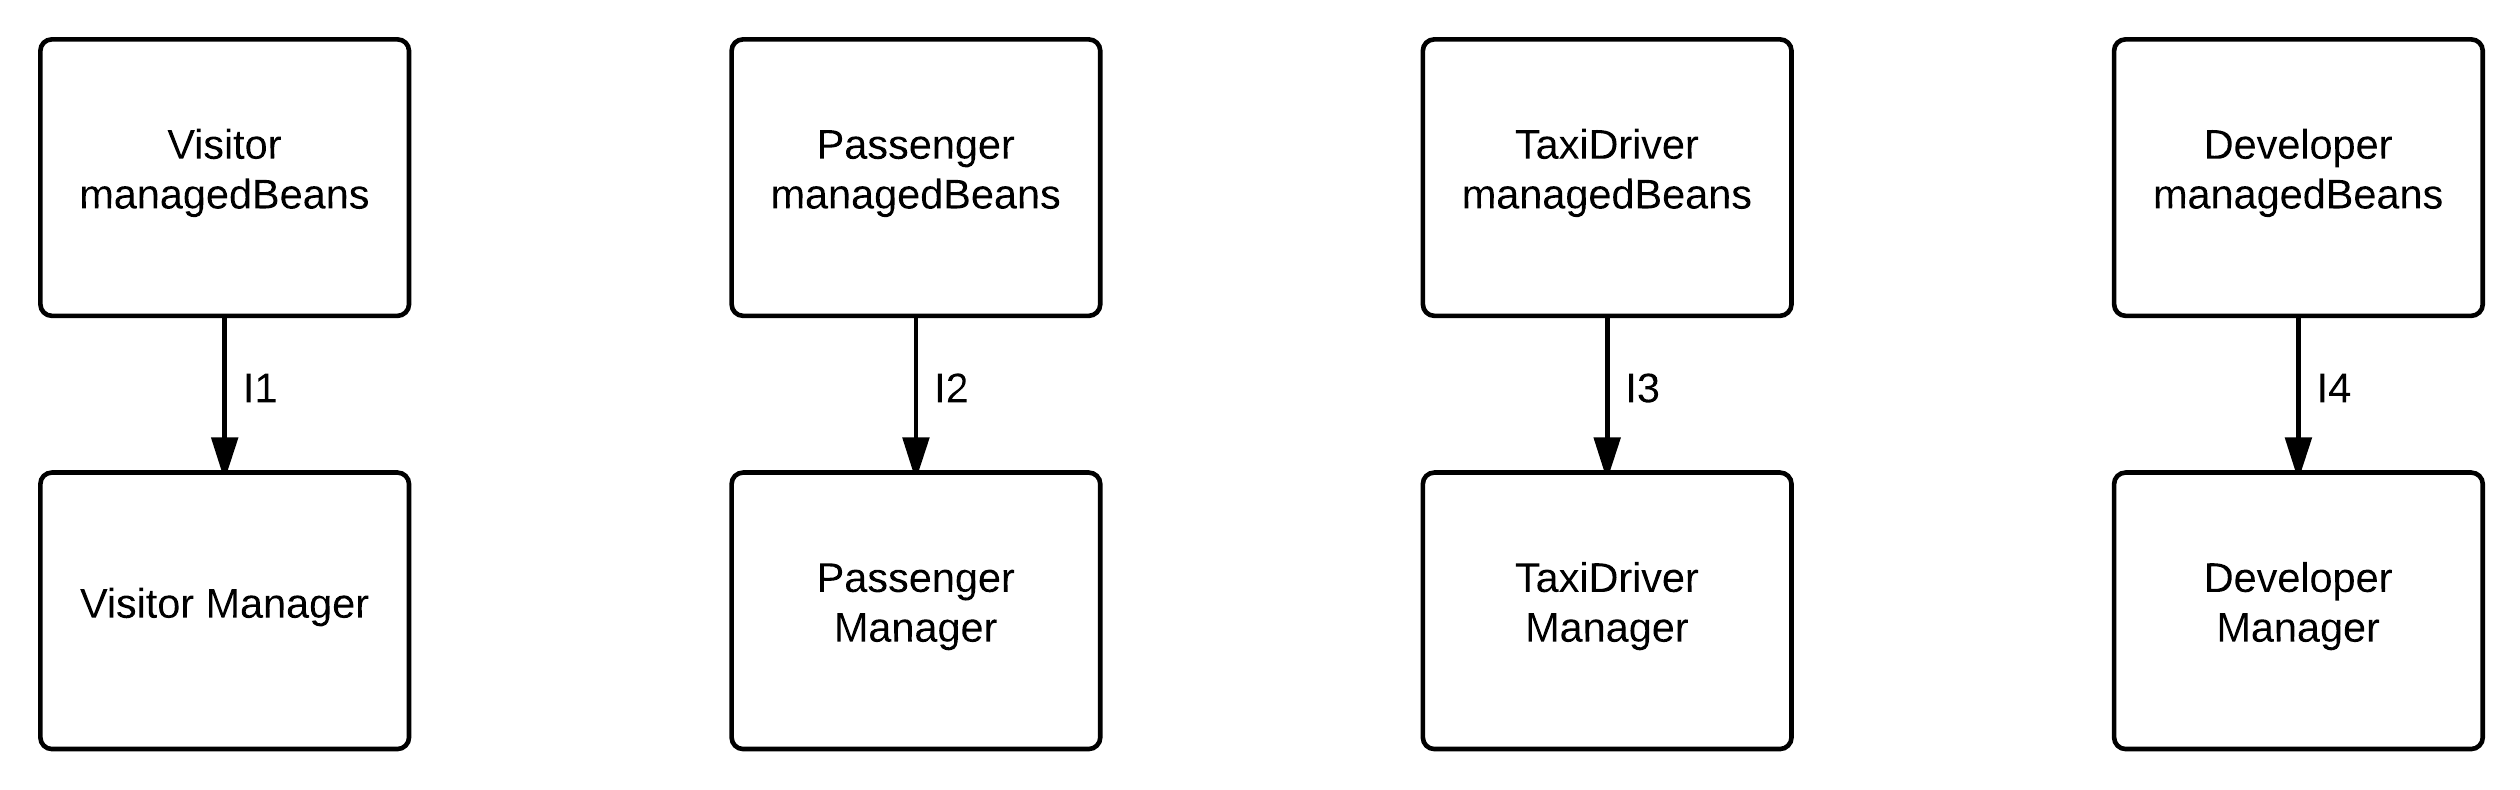 Visitor
managedBeans
Passenger
managedBeans
TaxiDriver
managedBeans
Developer
managedBeans
I1
I2
I3
I4
Visitor Manager
Passenger
Manager
TaxiDriver
Manager
Developer
Manager